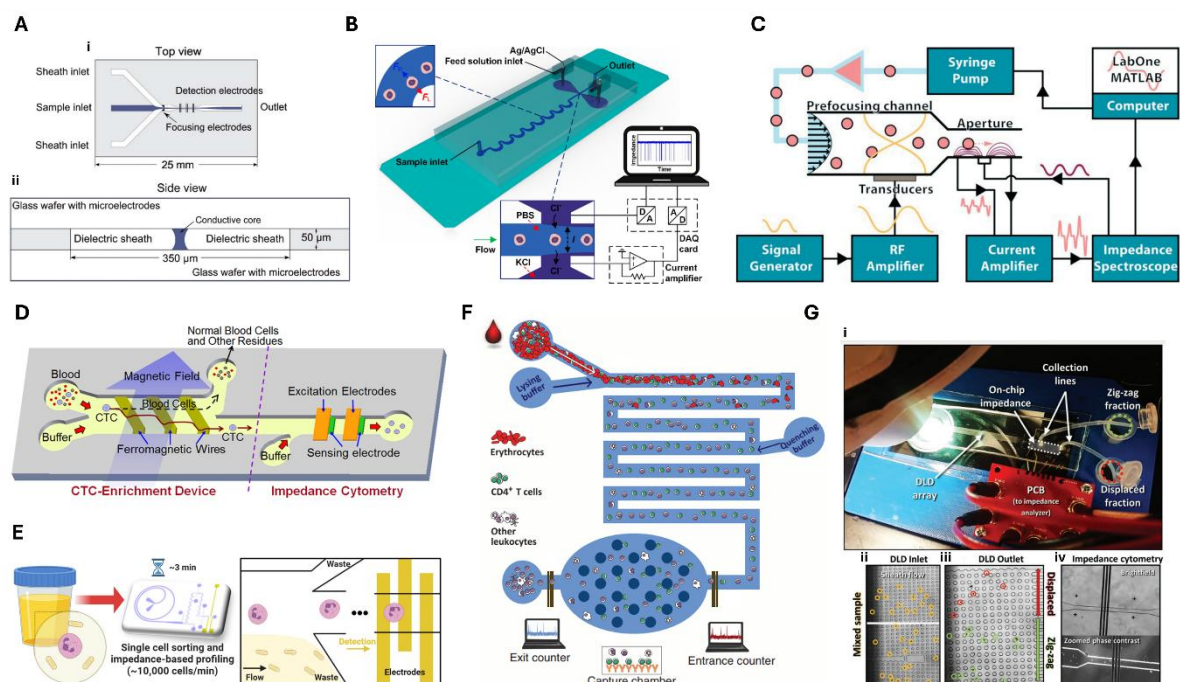 A
i
Top view
Sheath inlet
Detection electrodes
Sample inlet
Outlet
Focusing electrodes
Sheath inlet
25 mm
ii
Side view
Glass wafer with microelectrodes
Conductive core
Dielectric sheath
Dielectric sheath
50 µm
350 µm
Glass wafer with microelectrodes
B
Ag/AgCl
Feed solution inlet
Outlet
F
L
Sample inlet
Impedance
Time
PBS
Cl⁻
Flow
KCl
Cl⁻
D
A
A
D
DAQ
card
Current
amplifier
C
Syringe
Pump
LabOne
MATLAB
Computer
Prefocusing channel
Aperture
Transducers
Signal
Generator
RF
Amplifier
Current
Amplifier
Impedance
Spectroscope
D
Normal Blood Cells
and Other Residues
Blood
Magnetic Field
Blood Cells
CTC
Excitation Electrodes
Buffer
CTC
Ferromagnetic Wires
Buffer
Sensing electrode
CTC-Enrichment Device
Impedance Cytometry
E
~3 min
Single cell sorting and
impedance-based profiling
(~10,000 cells/min)
Waste
Detection
Flow
Waste
Electrodes
F
Lysing
buffer
Quenching
buffer
Erythrocytes
CD4⁺ T cells
Other
leukocytes
Exit counter
Entrance counter
Capture chamber
G
i
Collection
lines
On-chip
impedance
Zig-zag
fraction
DLD
array
PCB
(to impedance
analyzer)
Displaced
fraction
ii
DLD Inlet
Sheath flow
Mixed sample
iii
DLD Outlet
Displaced
Zig-zag
iv
Impedance cytometry
Brightfield
Zoomed phase contrast